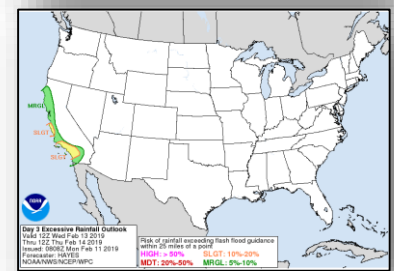 MRGL
SLGT
SLGT
noaa
Day 3 Excessive Rainfall Outlook
Valid 12Z Wed Feb 13 2019
Thru 12Z Thu Feb 14 2019
Issued: 0808Z Mon Feb 11 2019
Forecaster: HAYES
NOAA/NWS/NCEP/WPC
Risk of rainfall exceeding flash flood guidance
within 25 miles of a point
HIGH: > 50% SLGT: 10%-20%
MDT: 20%-50% MRGL: 5%-10%